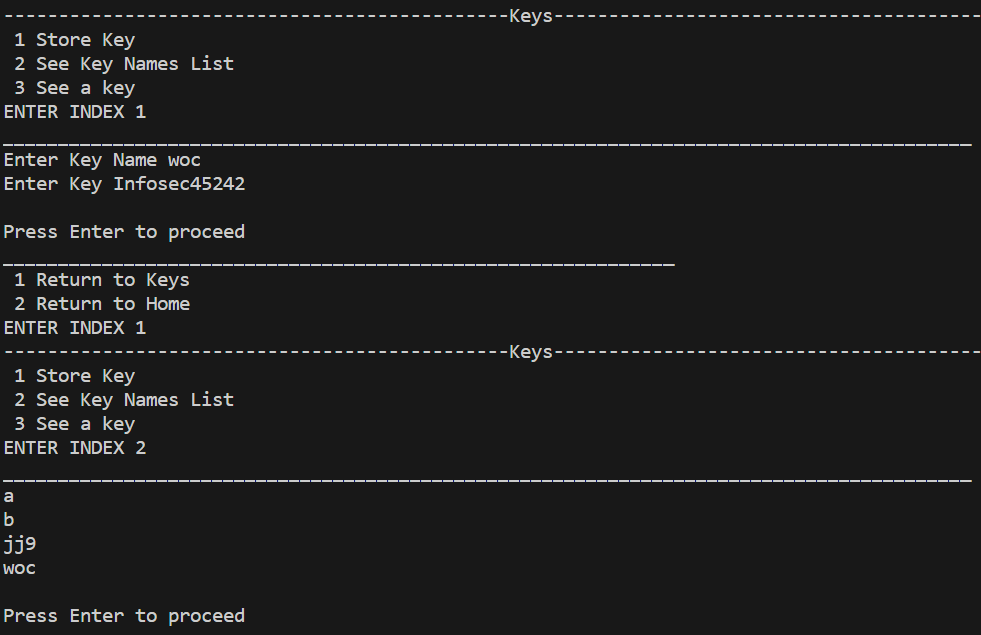 ----------------------------------------------Keys---------------------------------------
 1 Store Key
 2 See Key Names List
 3 See a key
ENTER INDEX 1
________________________________________________________________________________________
Enter Key Name woc
Enter Key Infosec45242

Press Enter to proceed
_____________________________________________________________
 1 Return to Keys
 2 Return to Home
ENTER INDEX 1
----------------------------------------------Keys---------------------------------------
 1 Store Key
 2 See Key Names List
 3 See a key
ENTER INDEX 2
________________________________________________________________________________________
a
b
jj9
woc

Press Enter to proceed